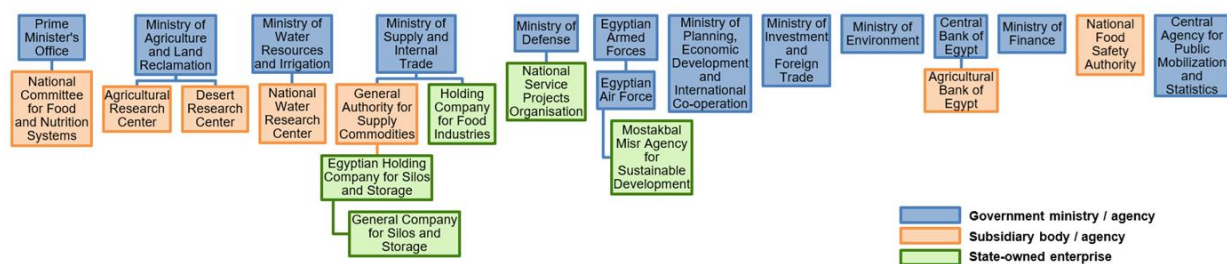 Prime
Minister's
Office
National
Committee
for Food
and Nutrition
Systems
Ministry of
Agriculture and Land
Reclamation
Agricultural
Research
Center
Desert
Research
Center
Ministry of
Water
Resources
and Irrigation
National
Water
Research
Center
Ministry of
Supply and
Internal
Trade
General
Authority for
Supply
Commodities
Holding
Company
for Food
Industries
Egyptian Holding
Company for Silos
and Storage
General Company
for Silos and
Storage
Ministry of
Defense
National
Service
Projects
Organisation
Egyptian
Armed
Forces
Egyptian
Air Force
Mostakbal
Misr Agency
for
Sustainable
Development
Ministry of
Planning,
Economic
Development
and
International
Co-operation
Ministry of
Investment
and
Foreign
Trade
Ministry of
Environment
Central
Bank of
Egypt
Agricultural
Bank of
Egypt
Ministry of
Finance
National
Food
Safety
Authority
Central
Agency for
Public
Mobilization
and
Statistics
Government ministry / agency
Subsidiary body / agency
State-owned enterprise